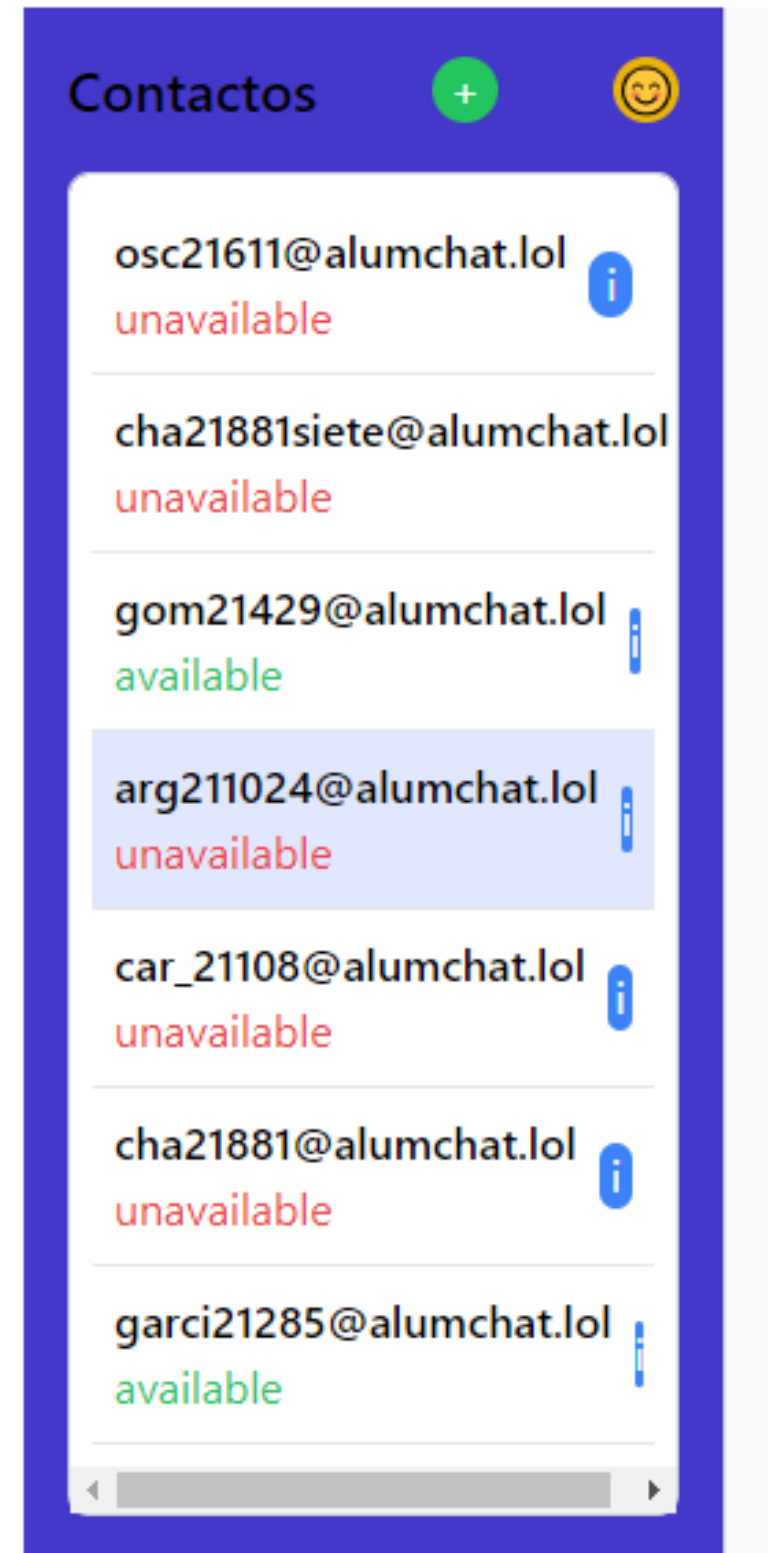 Contactos
+
osc21611@alumchat.lol
i
unavailable
cha21881siete@alumchat.lol
unavailable
gom21429@alumchat.lol
i
available
arg211024@alumchat.lol
i
unavailable
car_21108@alumchat.lol
i
unavailable
cha21881@alumchat.lol
i
unavailable
garci21285@alumchat.lol
i
available